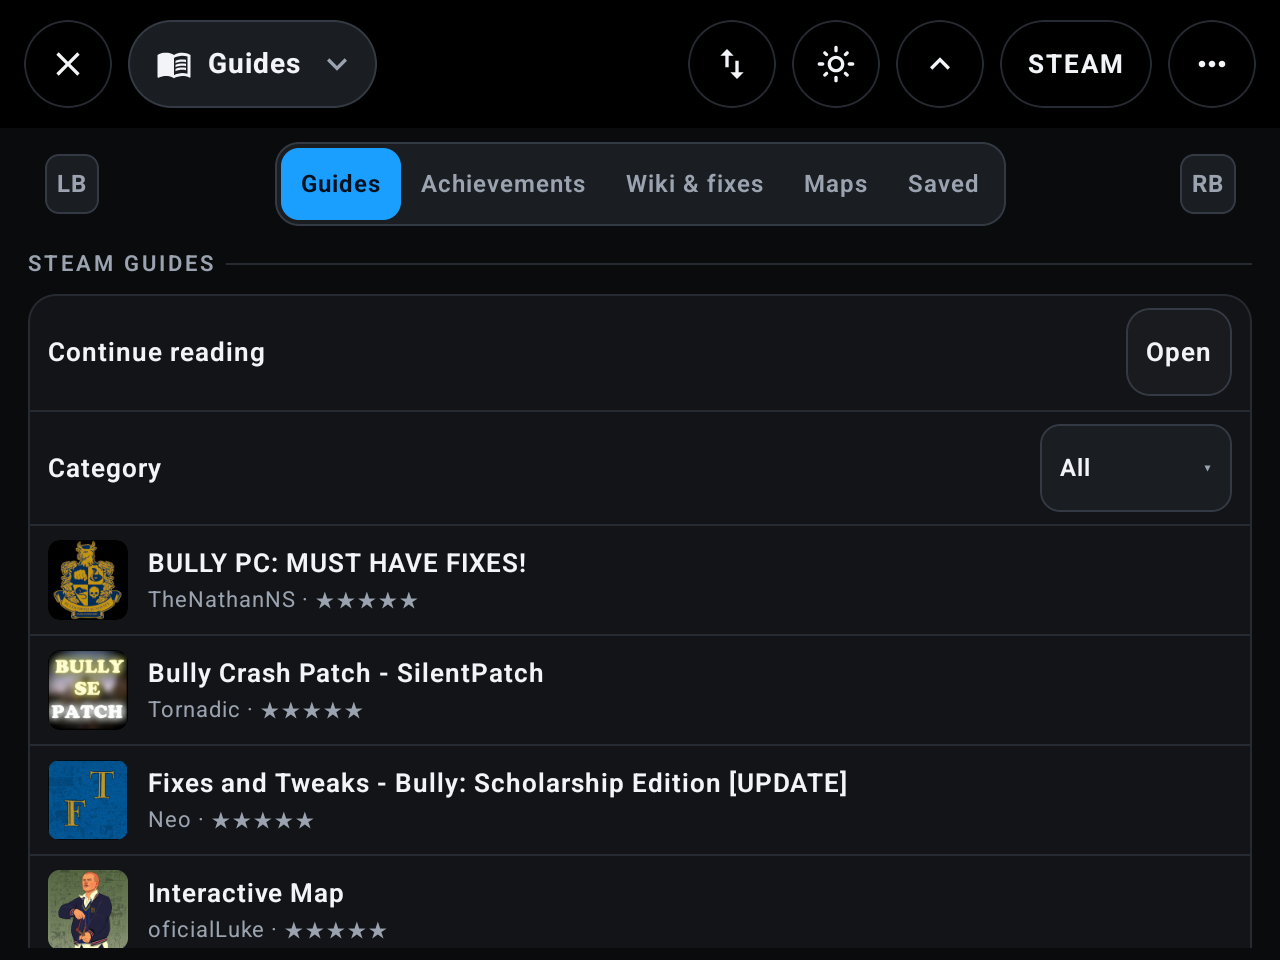 Guides
STEAM
LB
Guides
Achievements
Wiki & fixes
Maps
Saved
RB
STEAM GUIDES
Continue reading
Open
Category
All
BULLY PC: MUST HAVE FIXES!
TheNathanNS · ★★★★★
BULLY
SE
PATCH
Bully Crash Patch - SilentPatch
Tornadic · ★★★★★
T
F
Fixes and Tweaks - Bully: Scholarship Edition [UPDATE]
Neo · ★★★★★
Interactive Map
oficialLuke · ★★★★★